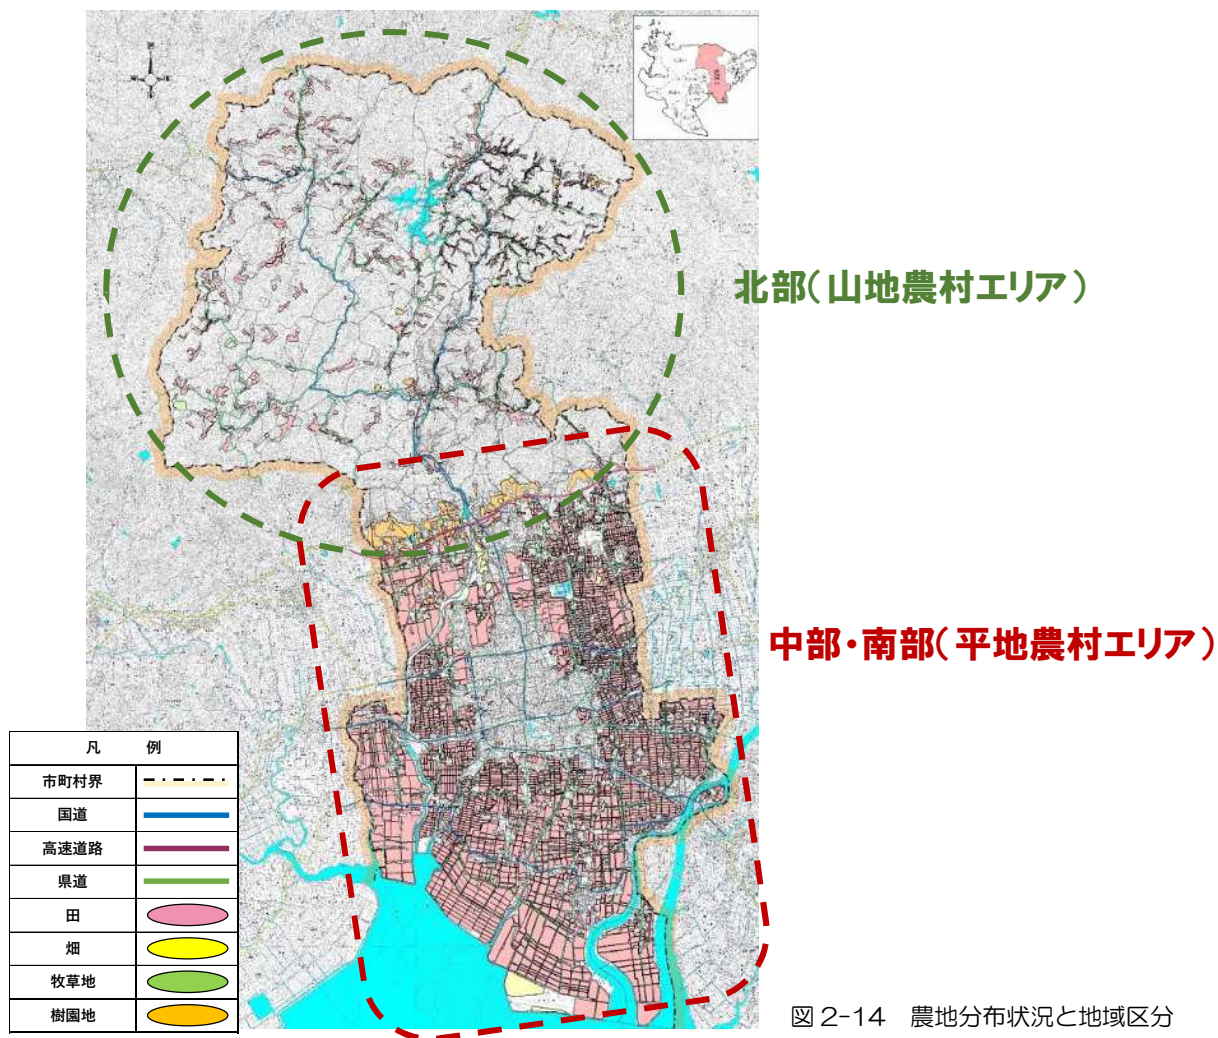 北部(山地農村エリア)
中部・南部(平地農村エリア)
凡 例
市町村界
国道
高速道路
県道
田
畑
牧草地
樹園地
図 2-14 農地分布状況と地域区分